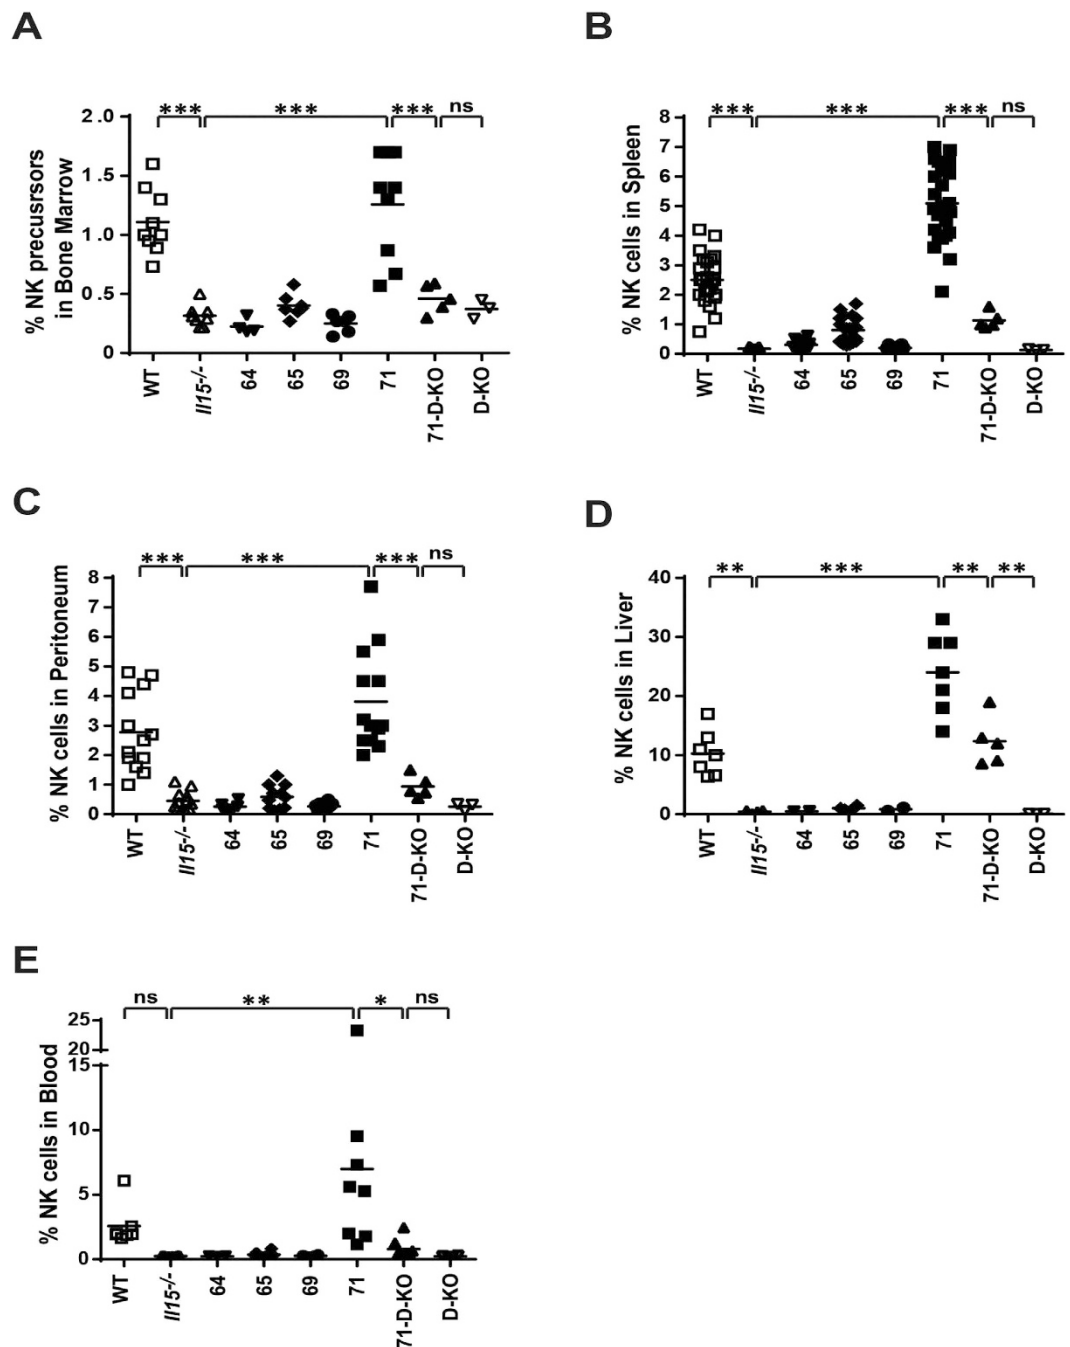 A
B
*** *** *** ns
% NK precusrsors
in Bone Marrow
2.0
1.5
1.0
0.5
0
WT Il15-/- 64 65 69 71 71-D-KO D-KO
*** *** *** ns
% NK cells in Spleen
8
7
6
5
4
3
2
1
0
WT Il15-/- 64 65 69 71 71-D-KO D-KO
C
D
*** *** *** ns
% NK cells in Peritoneum
8
7
6
5
4
3
2
1
0
WT Il15-/- 64 65 69 71 71-D-KO D-KO
** *** ** **
% NK cells in Liver
40
30
20
10
0
WT Il15-/- 64 65 69 71 71-D-KO D-KO
E
ns ** * ns
% NK cells in Blood
25
20
15
10
5
0
WT Il15-/- 64 65 69 71 71-D-KO D-KO